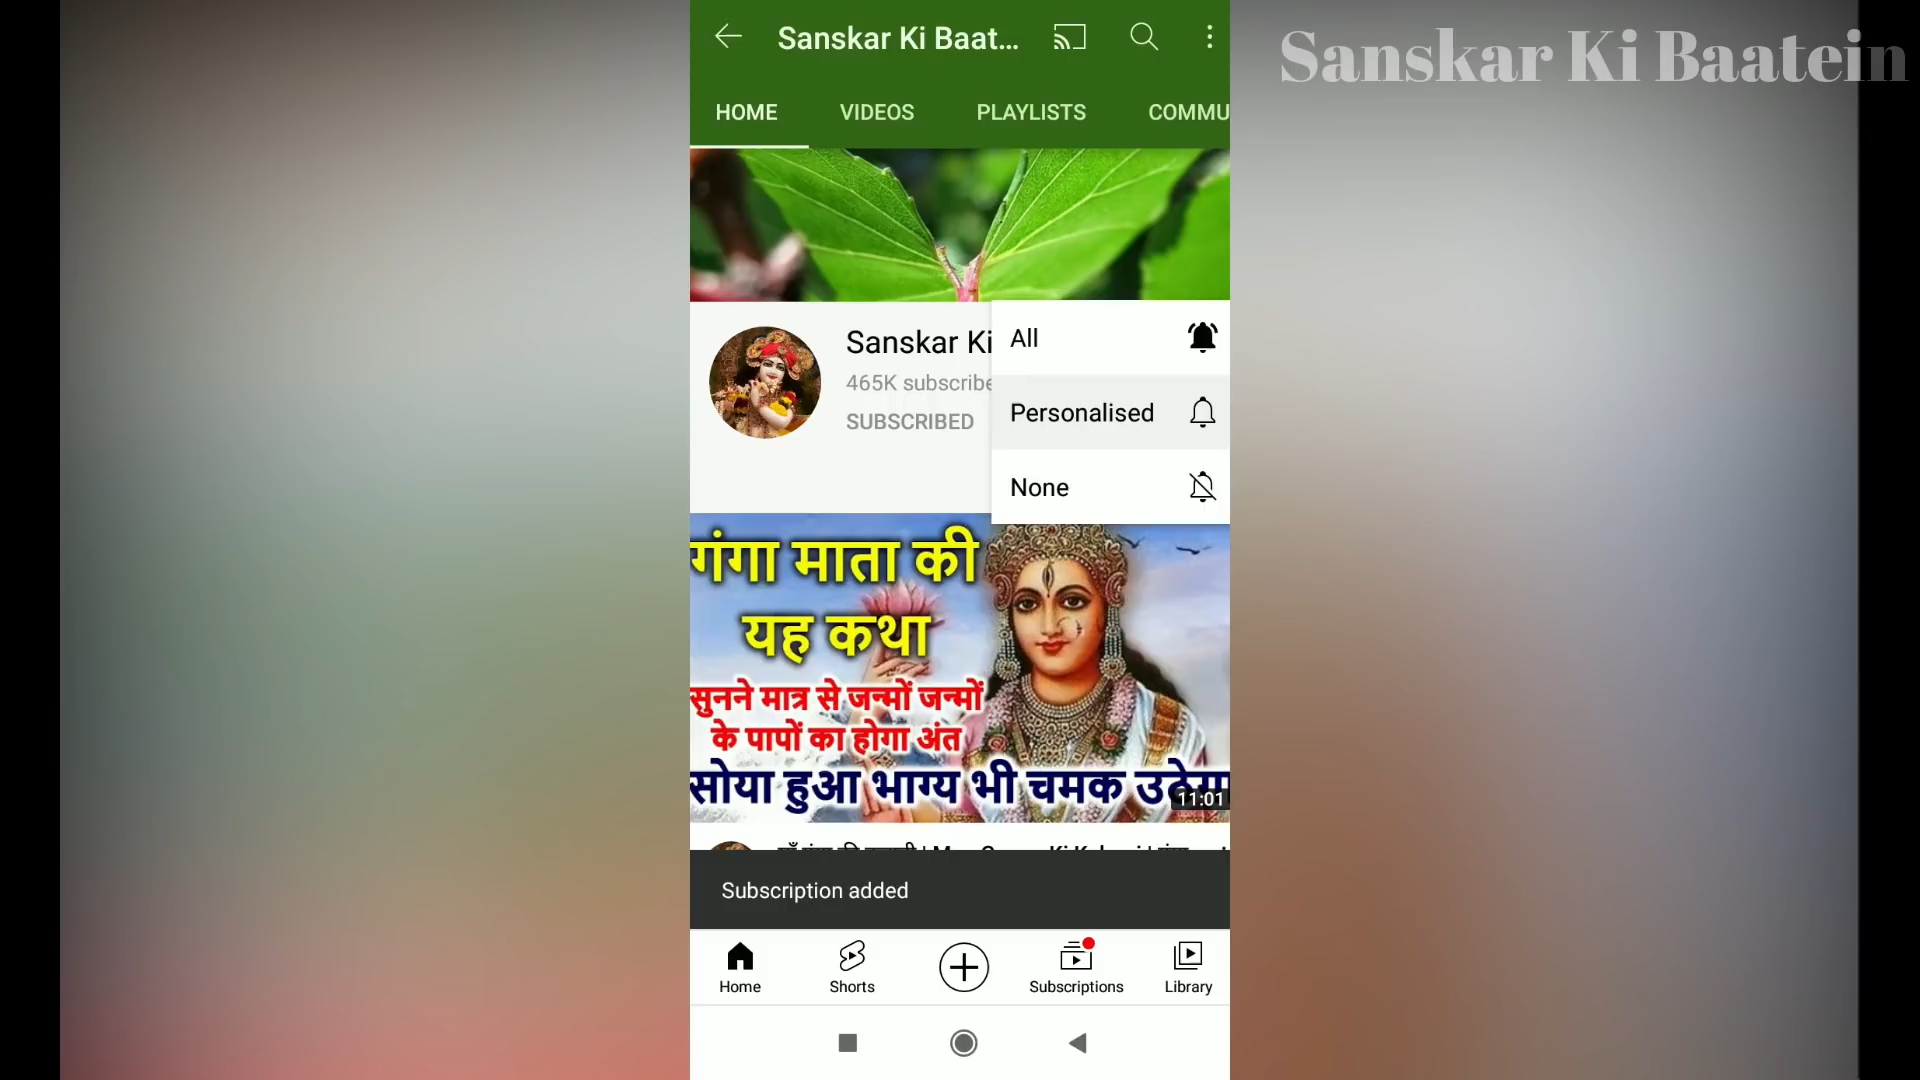 Sanskar Ki Baat...
Sanskar Ki Baatein
HOME VIDEOS PLAYLISTS COMMU
Sanskar Ki
465K subscribe
SUBSCRIBED
All
Personalised
None
गंगा माता की
यह कथा
सुनने मात्र से जन्मों जन्मों
के पापों का होगा अंत
सोया हुआ भाग्य भी चमक उठेगा
11:01
Subscription added
Home Shorts Subscriptions Library